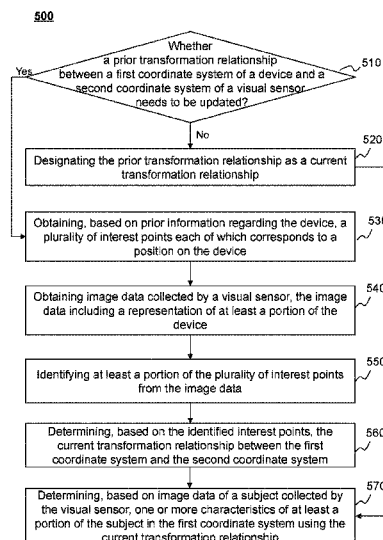 500
Whether
a prior transformation relationship
between a first coordinate system of a device and a
second coordinate system of a visual sensor
needs to be updated?
510
Yes
No
520
Designating the prior transformation relationship as a current
transformation relationship
530
Obtaining, based on prior information regarding the device, a
plurality of interest points each of which corresponds to a
position on the device
540
Obtaining image data collected by a visual sensor, the image
data including a representation of at least a portion of the
device
550
Identifying at least a portion of the plurality of interest points
from the image data
560
Determining, based on the identified interest points, the
current transformation relationship between the first
coordinate system and the second coordinate system
570
Determining, based on image data of a subject collected by
the visual sensor, one or more characteristics of at least a
portion of the subject in the first coordinate system using the
current transformation relationship